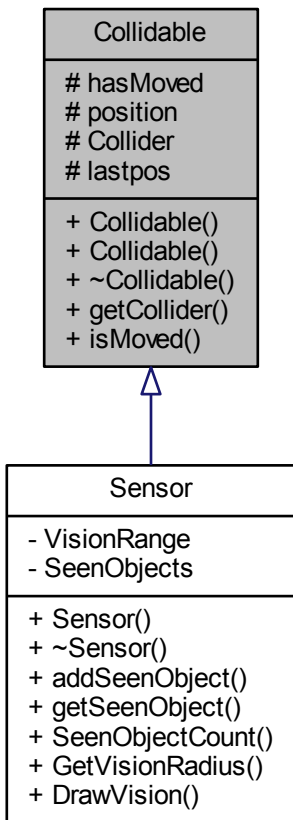 Collidable
# hasMoved
# position
# Collider
# lastpos
+ Collidable()
+ Collidable()
+ ~Collidable()
+ getCollider()
+ isMoved()
Sensor
- VisionRange
- SeenObjects
+ Sensor()
+ ~Sensor()
+ addSeenObject()
+ getSeenObject()
+ SeenObjectCount()
+ GetVisionRadius()
+ DrawVision()